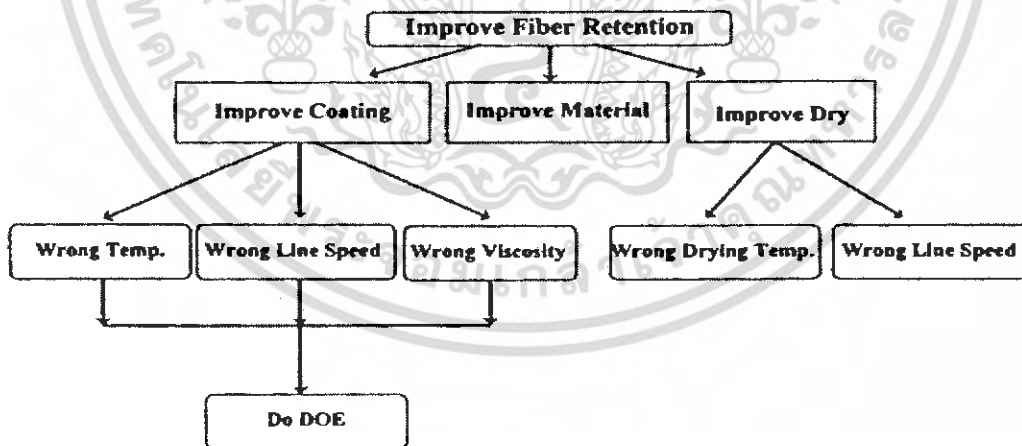 Improve Fiber Retention
Improve Coating
Improve Material
Improve Dry
Wrong Temp.
Wrong Line Speed
Wrong Viscosity
Wrong Drying Temp.
Wrong Line Speed
Do DOE